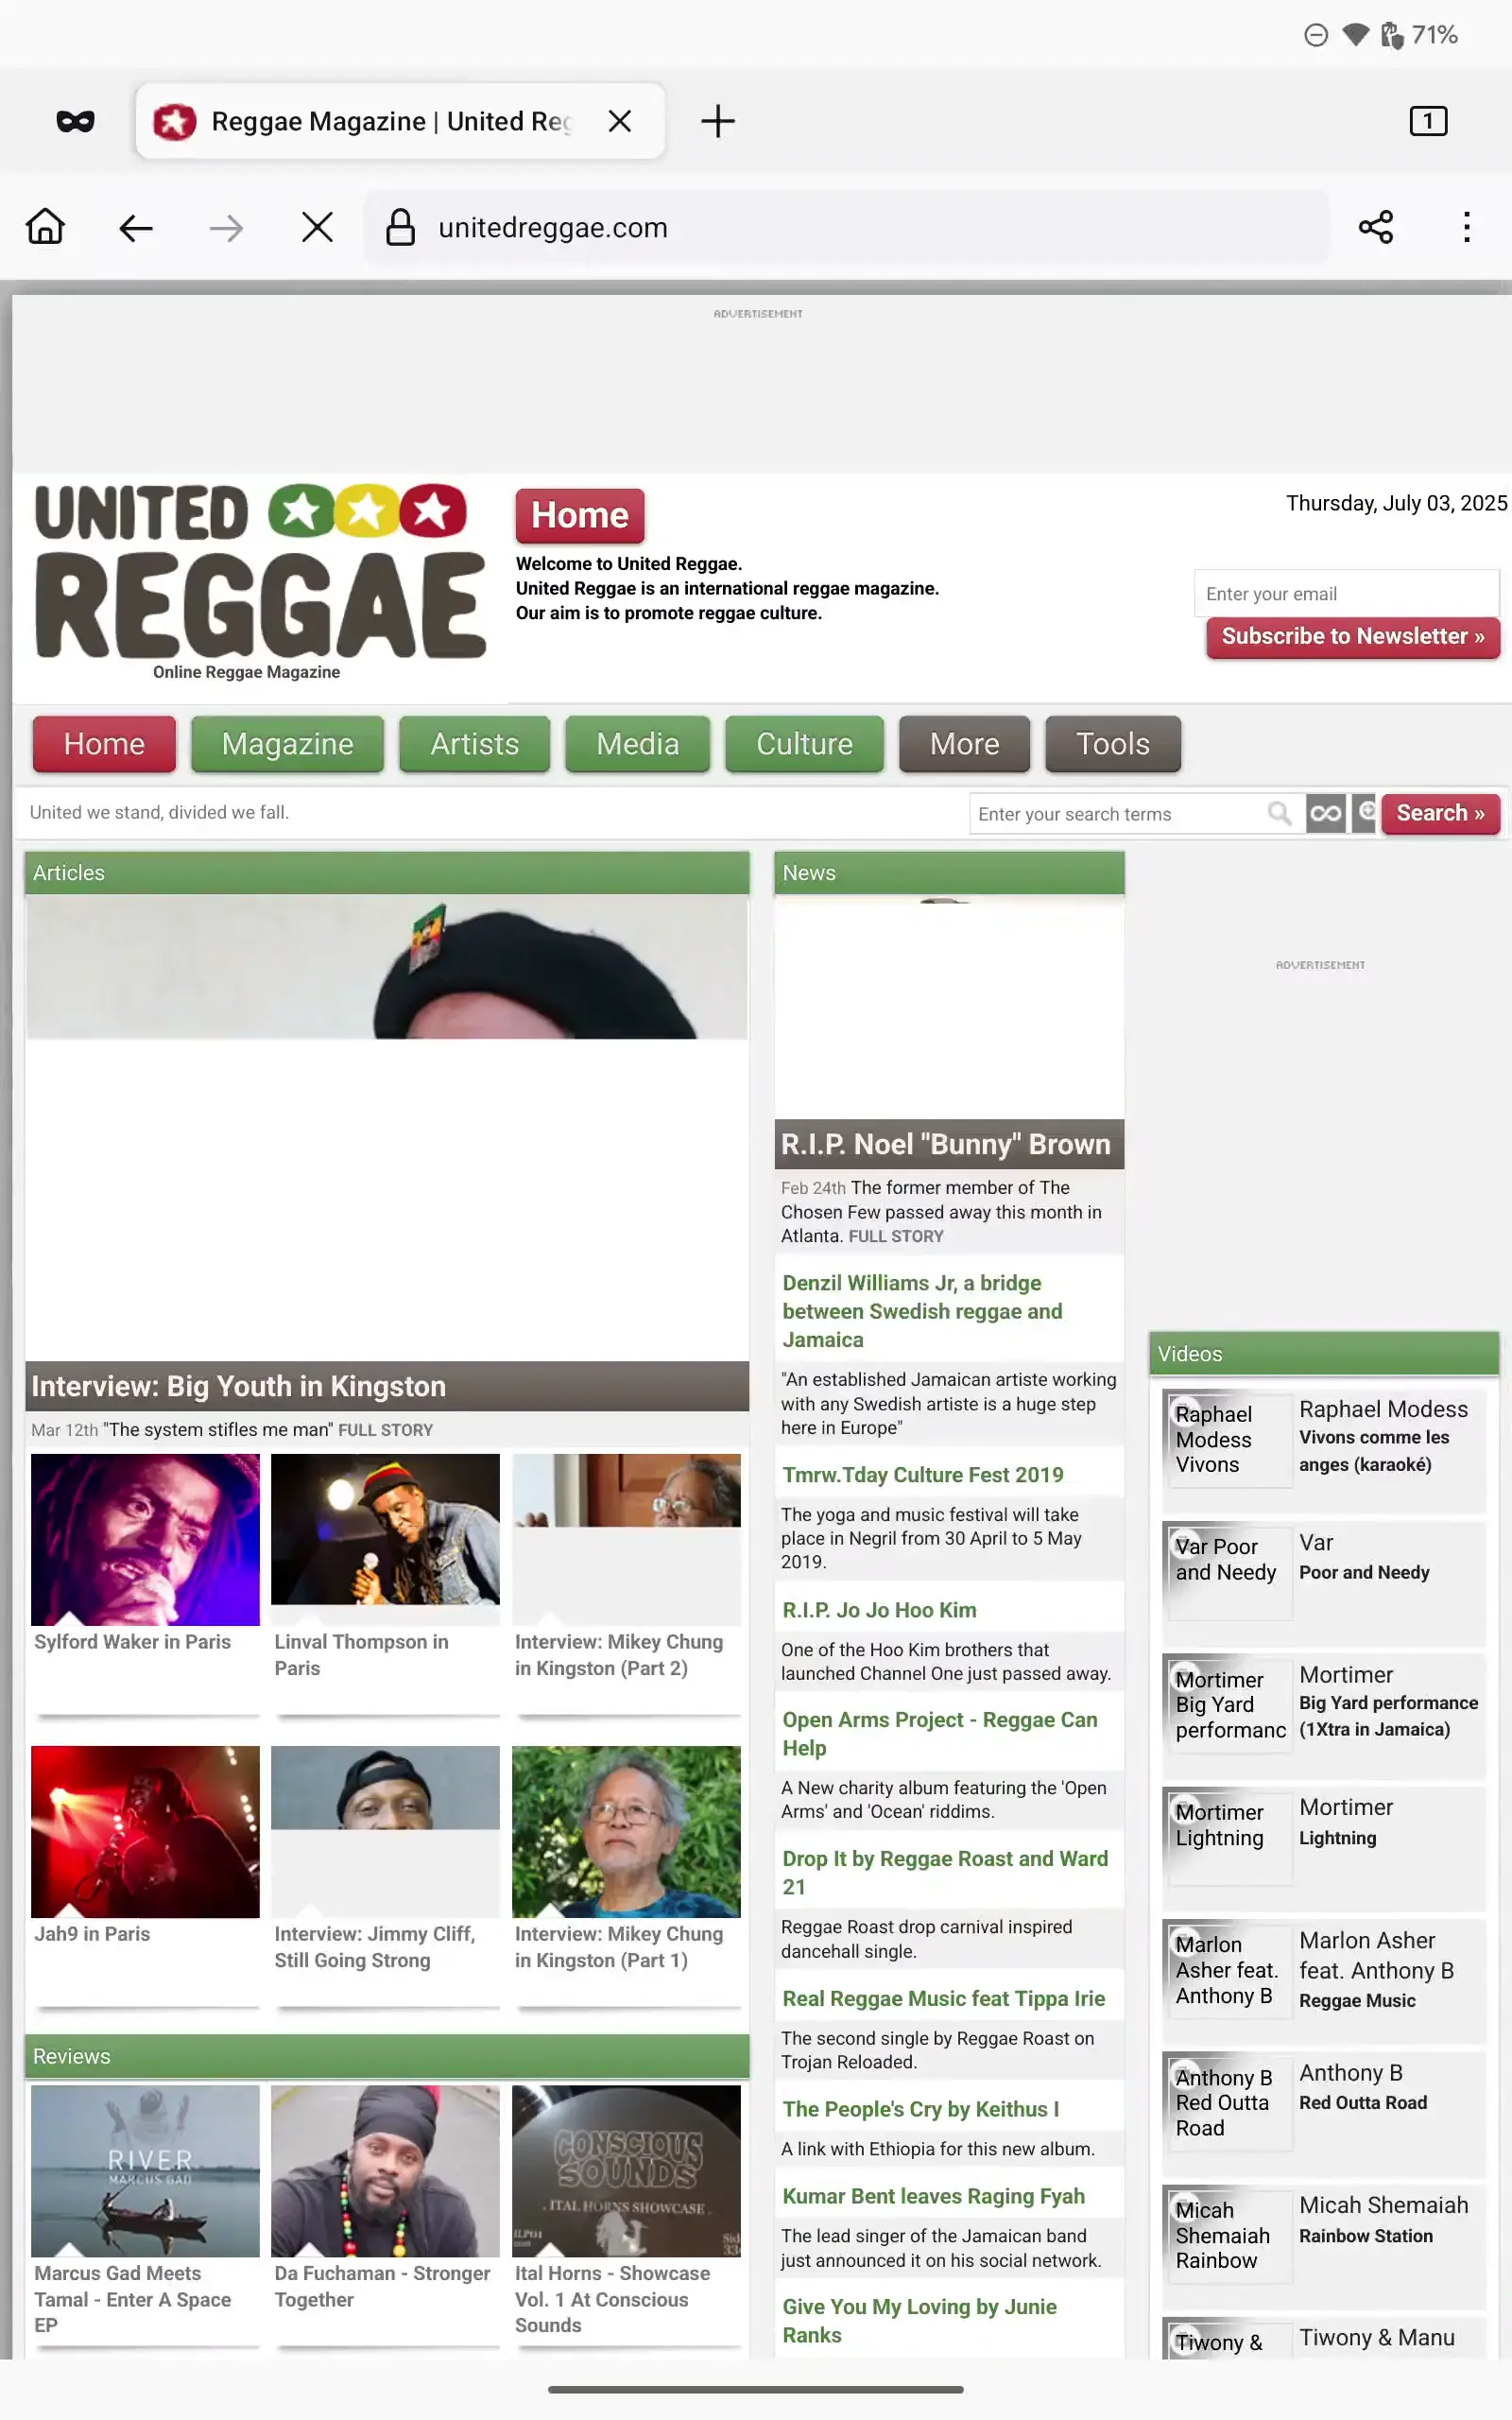 71%
Reggae Magazine | United Reg
1
unitedreggae.com
ADVERTISEMENT
UNITED
REGGAE
Online Reggae Magazine
Home
Welcome to United Reggae.
United Reggae is an international reggae magazine.
Our aim is to promote reggae culture.
Thursday, July 03, 2025
Enter your email
Subscribe to Newsletter »
Home Magazine Artists Media Culture More Tools
United we stand, divided we fall.
Enter your search terms
Search »
Articles
Interview: Big Youth in Kingston
Mar 12th "The system stifles me man" FULL STORY
Sylford Waker in Paris
Linval Thompson in
Paris
Interview: Mikey Chung
in Kingston (Part 2)
Jah9 in Paris
Interview: Jimmy Cliff,
Still Going Strong
Interview: Mikey Chung
in Kingston (Part 1)
Reviews
RIVER
MARCUS GAD
CONSCIOUS
SOUNDS
ITAL HORNS SHOWCASE
Marcus Gad Meets
Tamal - Enter A Space
EP
Da Fuchaman - Stronger
Together
Ital Horns - Showcase
Vol. 1 At Conscious
Sounds
News
R.I.P. Noel "Bunny" Brown
Feb 24th The former member of The
Chosen Few passed away this month in
Atlanta. FULL STORY
Denzil Williams Jr, a bridge
between Swedish reggae and
Jamaica
"An established Jamaican artiste working
with any Swedish artiste is a huge step
here in Europe"
Tmrw.Tday Culture Fest 2019
The yoga and music festival will take
place in Negril from 30 April to 5 May
2019.
R.I.P. Jo Jo Hoo Kim
One of the Hoo Kim brothers that
launched Channel One just passed away.
Open Arms Project - Reggae Can
Help
A New charity album featuring the 'Open
Arms' and 'Ocean' riddims.
Drop It by Reggae Roast and Ward
21
Reggae Roast drop carnival inspired
dancehall single.
Real Reggae Music feat Tippa Irie
The second single by Reggae Roast on
Trojan Reloaded.
The People's Cry by Keithus I
A link with Ethiopia for this new album.
Kumar Bent leaves Raging Fyah
The lead singer of the Jamaican band
just announced it on his social network.
Give You My Loving by Junie
Ranks
ADVERTISEMENT
Videos
Raphael
Modess
Vivons
Raphael Modess
Vivons comme les
anges (karaoké)
Var Poor
and Needy
Var
Poor and Needy
Mortimer
Big Yard
performanc
Mortimer
Big Yard performance
(1Xtra in Jamaica)
Mortimer
Lightning
Mortimer
Lightning
Marlon
Asher feat.
Anthony B
Marlon Asher
feat. Anthony B
Reggae Music
Anthony B
Red Outta
Road
Anthony B
Red Outta Road
Micah
Shemaiah
Rainbow
Micah Shemaiah
Rainbow Station
Tiwony &
Tiwony & Manu